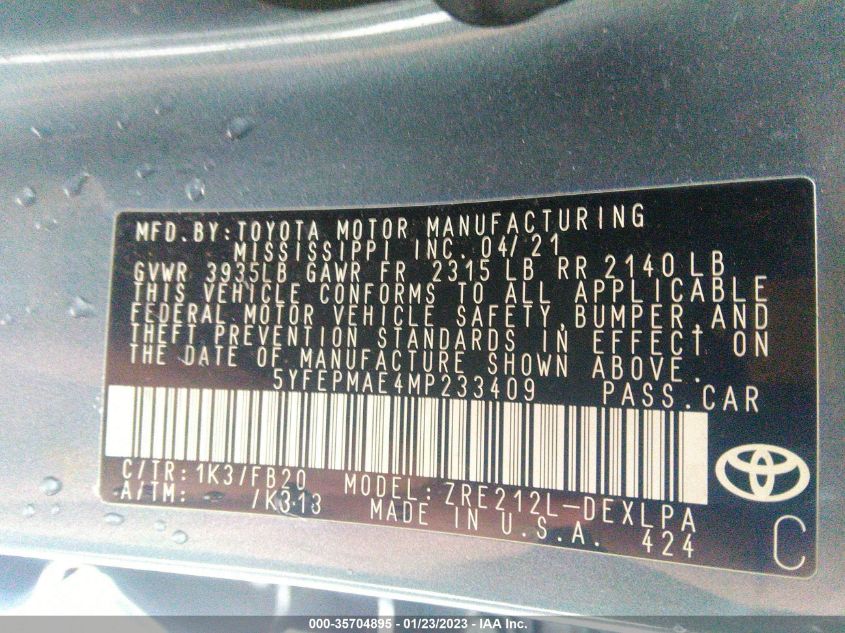 MFD.BY:TOYOTA MOTOR MANUFACTURING
MISSISSIPPI INC. 04/21
GVWR 3935LB GAWR FR 2315 LB RR 2140 LB
THIS VEHICLE CONFORMS TO ALL APPLICABLE
FEDERAL MOTOR VEHICLE SAFETY, BUMPER, AND
THEFT PREVENTION STANDARDS IN EFFECT ON
THE DATE OF MANUFACTURE SHOWN ABOVE.
5YFEPMAE4MP233409 PASS.CAR
C/TR: 1K3/FB20 MODEL: ZRE212L-DEXLPA
A/TM: - /K313 MADE IN U.S.A. 424
C
000-35704895 / 01/23/2023 - IAA Inc.